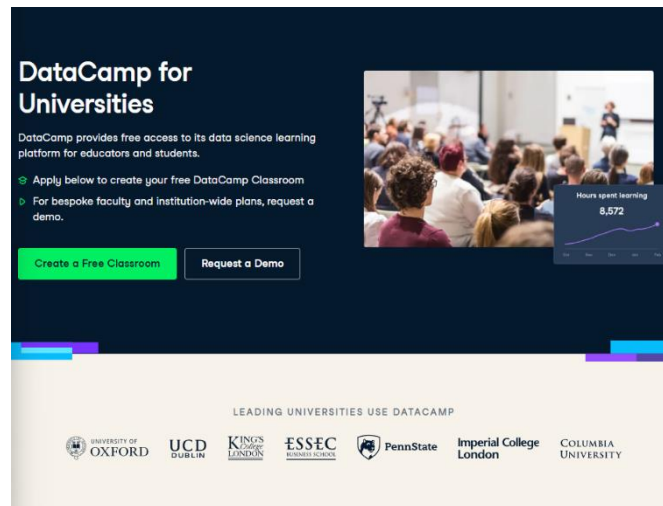 DataCamp for
Universities
DataCamp provides free access to its data science learning
platform for educators and students.
Apply below to create your free DataCamp Classroom
For bespoke faculty and institution-wide plans, request a
demo.
Create a Free Classroom
Request a Demo
Hours spent learning
8,572
LEADING UNIVERSITIES USE DATACAMP
UNIVERSITY OF
OXFORD
UCD
DUBLIN
KING'S
College
LONDON
ESSEC
BUSINESS SCHOOL
PennState
Imperial College
London
COLUMBIA
UNIVERSITY